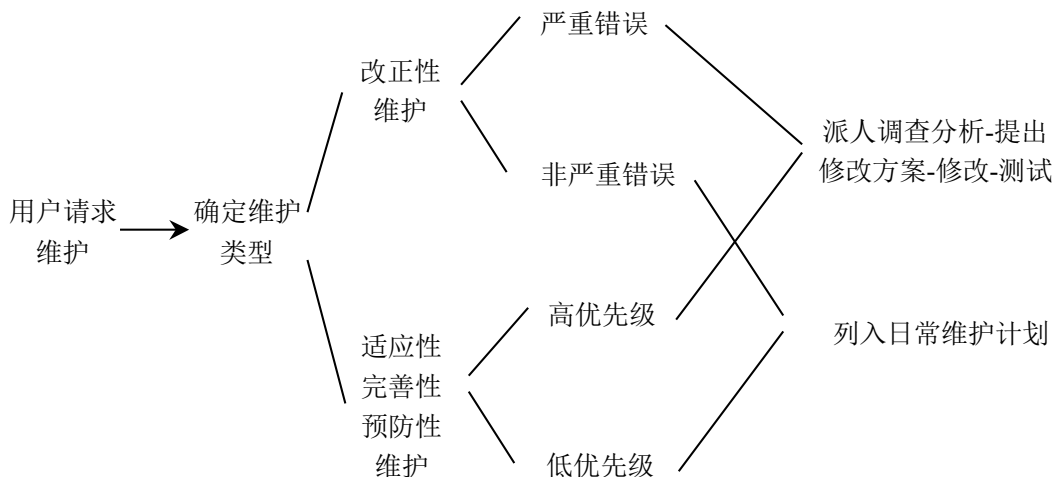 用户请求
维护
确定维护
类型
改正性
维护
严重错误
非严重错误
适应性
完善性
预防性
维护
高优先级
低优先级
派人调查分析-提出
修改方案-修改-测试
列入日常维护计划